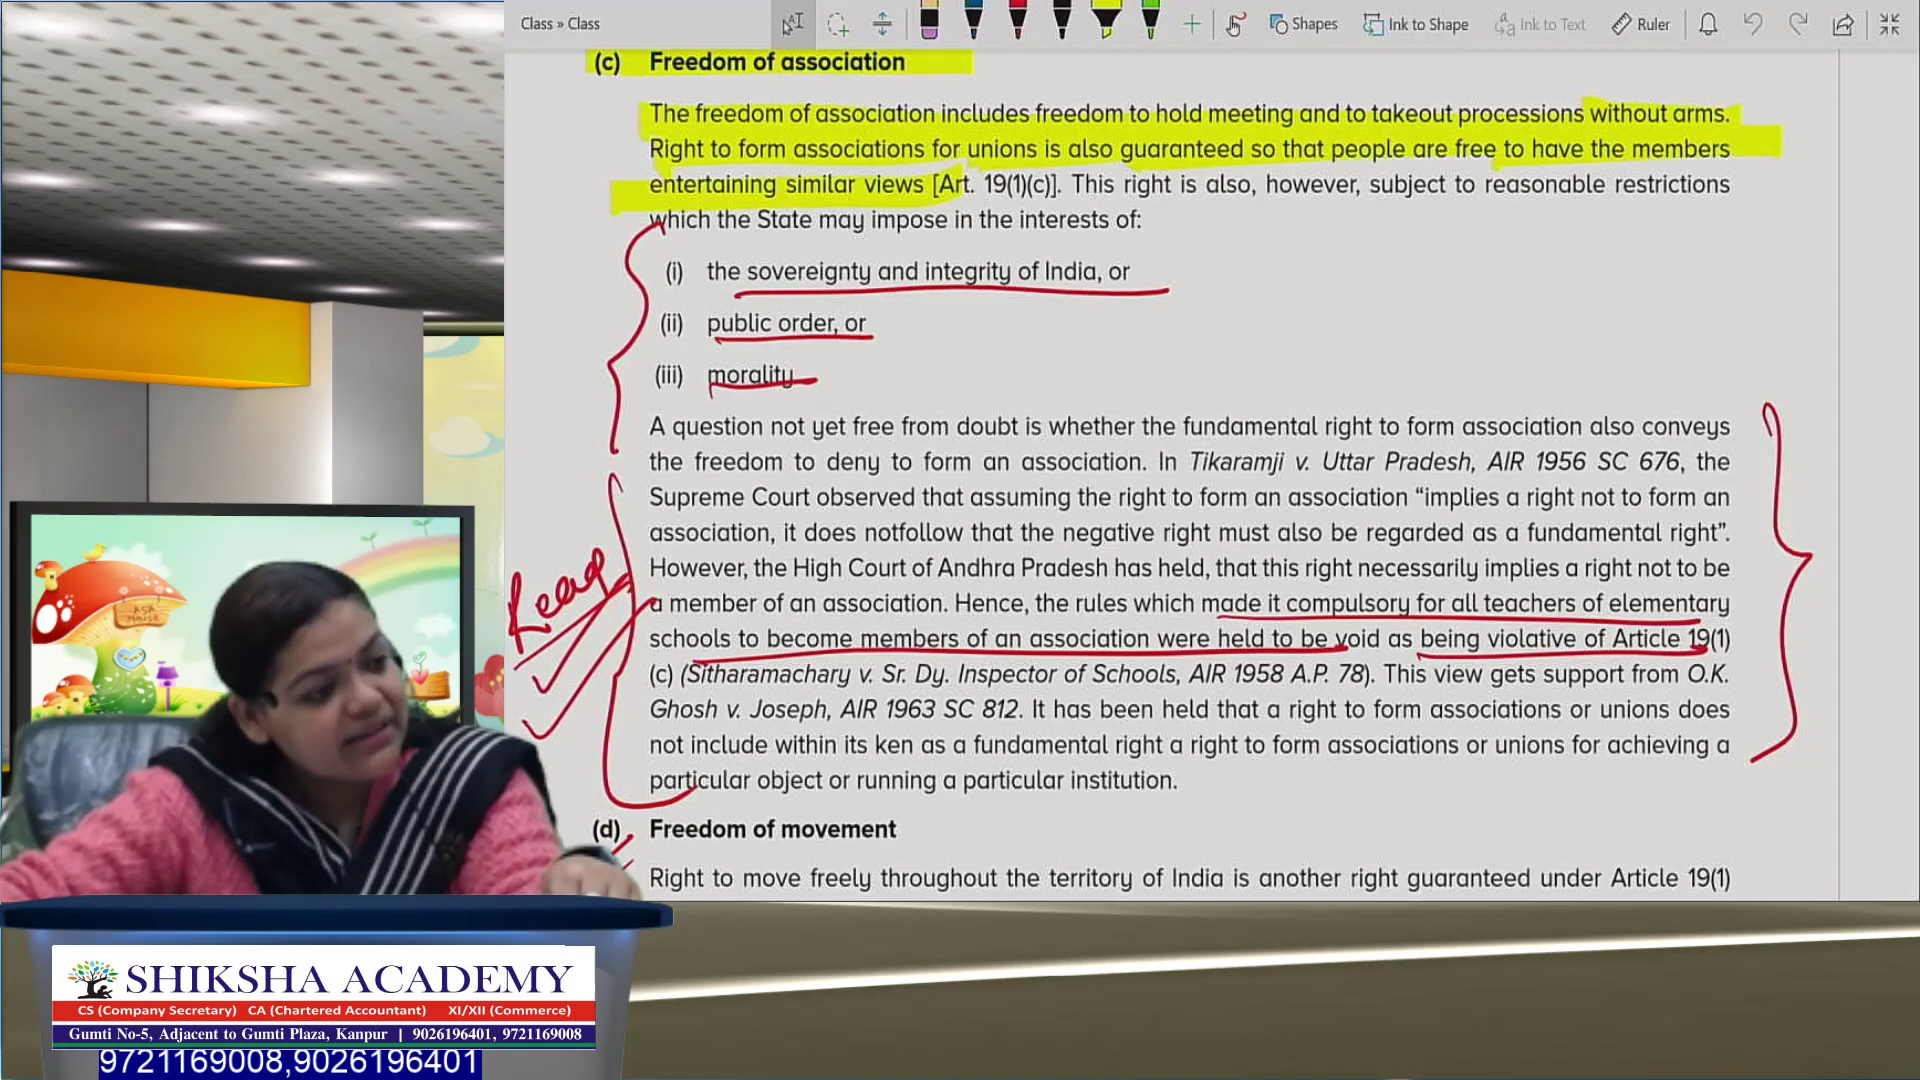 Class » Class
Shapes
Ink to Shape
Ink to Text
Ruler
(c) Freedom of association
The freedom of association includes freedom to hold meeting and to takeout processions without arms.
Right to form associations for unions is also guaranteed so that people are free to have the members
entertaining similar views [Art. 19(1)(c)]. This right is also, however, subject to reasonable restrictions
which the State may impose in the interests of:
(i) the sovereignty and integrity of India, or
(ii) public order, or
(iii) morality
A question not yet free from doubt is whether the fundamental right to form association also conveys
the freedom to deny to form an association. In Tikaramji v. Uttar Pradesh, AIR 1956 SC 676, the
Supreme Court observed that assuming the right to form an association “implies a right not to form an
association, it does notfollow that the negative right must also be regarded as a fundamental right”.
However, the High Court of Andhra Pradesh has held, that this right necessarily implies a right not to be
a member of an association. Hence, the rules which made it compulsory for all teachers of elementary
schools to become members of an association were held to be void as being violative of Article 19(1)
(c) (Sitharamachary v. Sr. Dy. Inspector of Schools, AIR 1958 A.P. 78). This view gets support from O.K.
Ghosh v. Joseph, AIR 1963 SC 812. It has been held that a right to form associations or unions does
not include within its ken as a fundamental right a right to form associations or unions for achieving a
particular object or running a particular institution.
Read
(d) Freedom of movement
Right to move freely throughout the territory of India is another right guaranteed under Article 19(1)
SHIKSHA ACADEMY
CS (Company Secretary) CA (Chartered Accountant) XI/XII (Commerce)
Gumti No-5, Adjacent to Gumti Plaza, Kanpur | 9026196401, 9721169008
9721169008,9026196401